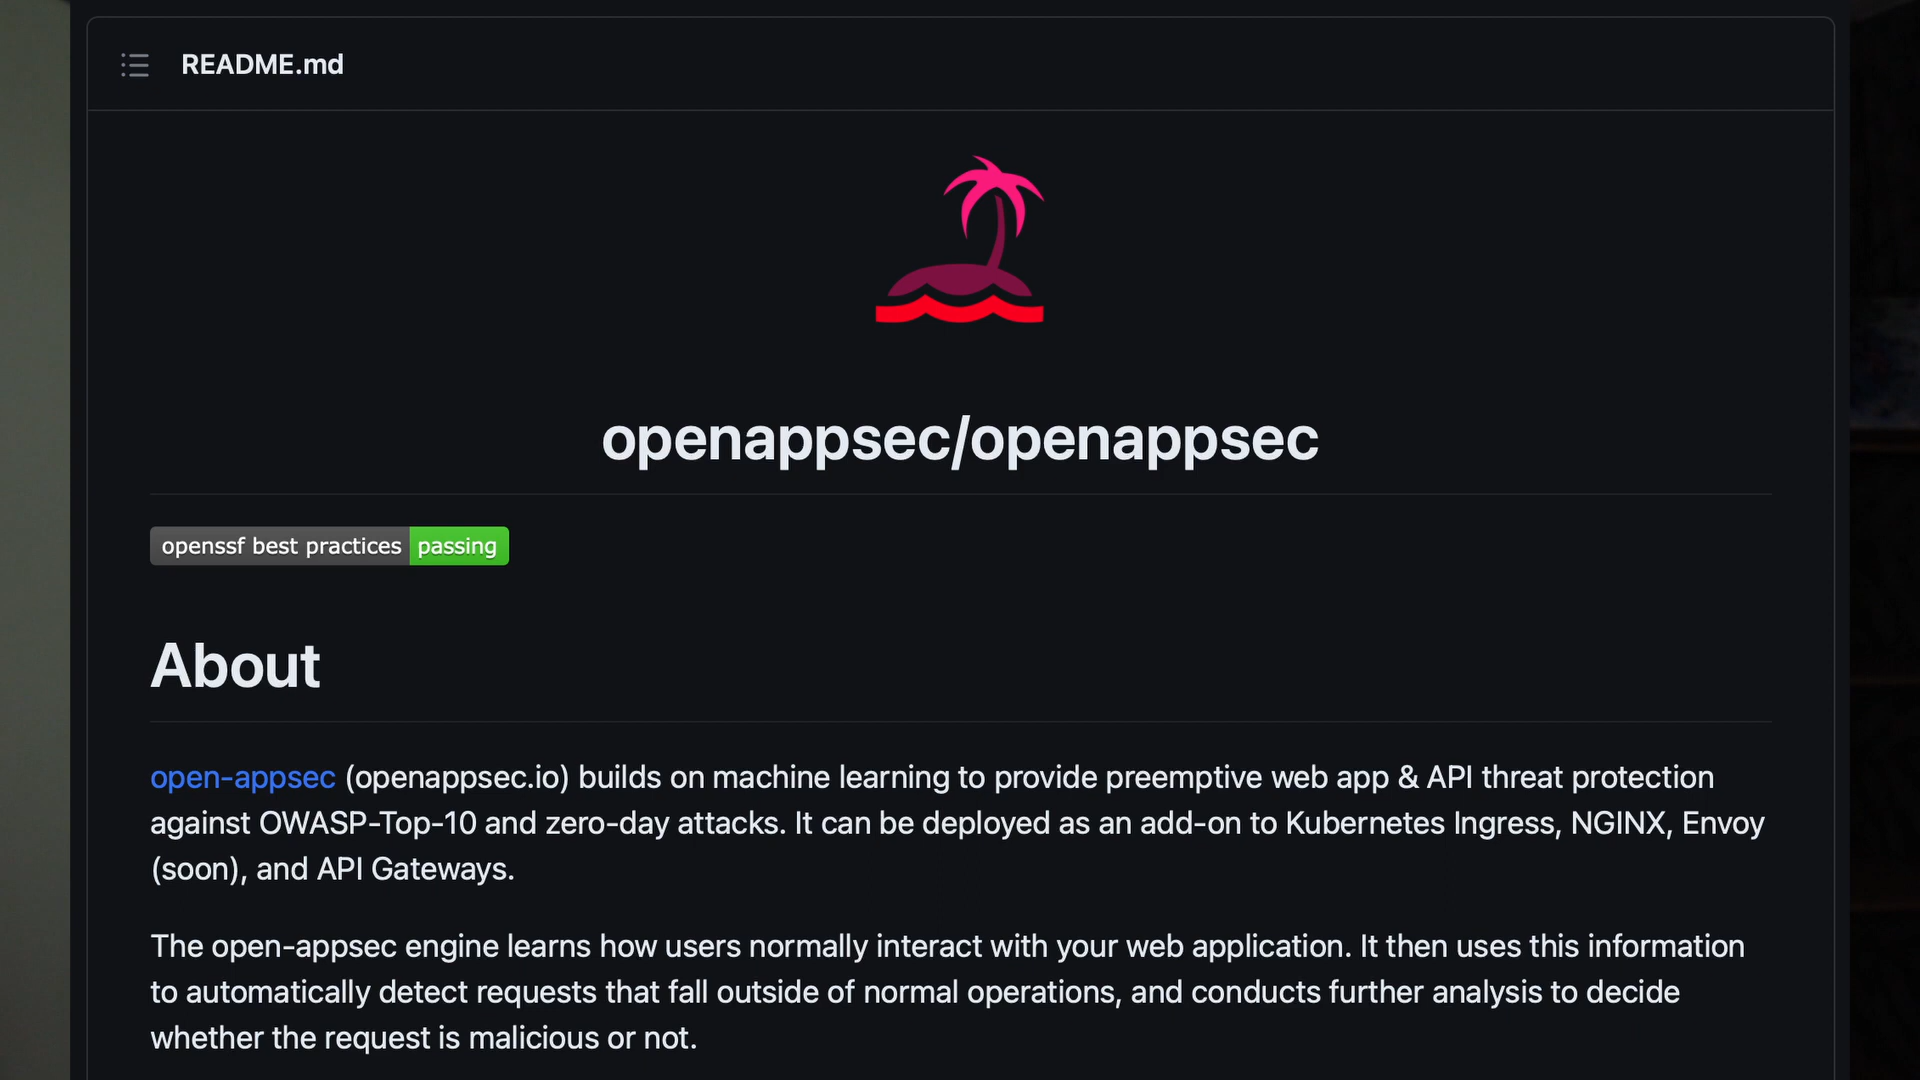 README.md
openappsec/openappsec
openssf best practices passing
About
open-appsec (openappsec.io) builds on machine learning to provide preemptive web app & API threat protection
against OWASP-Top-10 and zero-day attacks. It can be deployed as an add-on to Kubernetes Ingress, NGINX, Envoy
(soon), and API Gateways.
The open-appsec engine learns how users normally interact with your web application. It then uses this information
to automatically detect requests that fall outside of normal operations, and conducts further analysis to decide
whether the request is malicious or not.